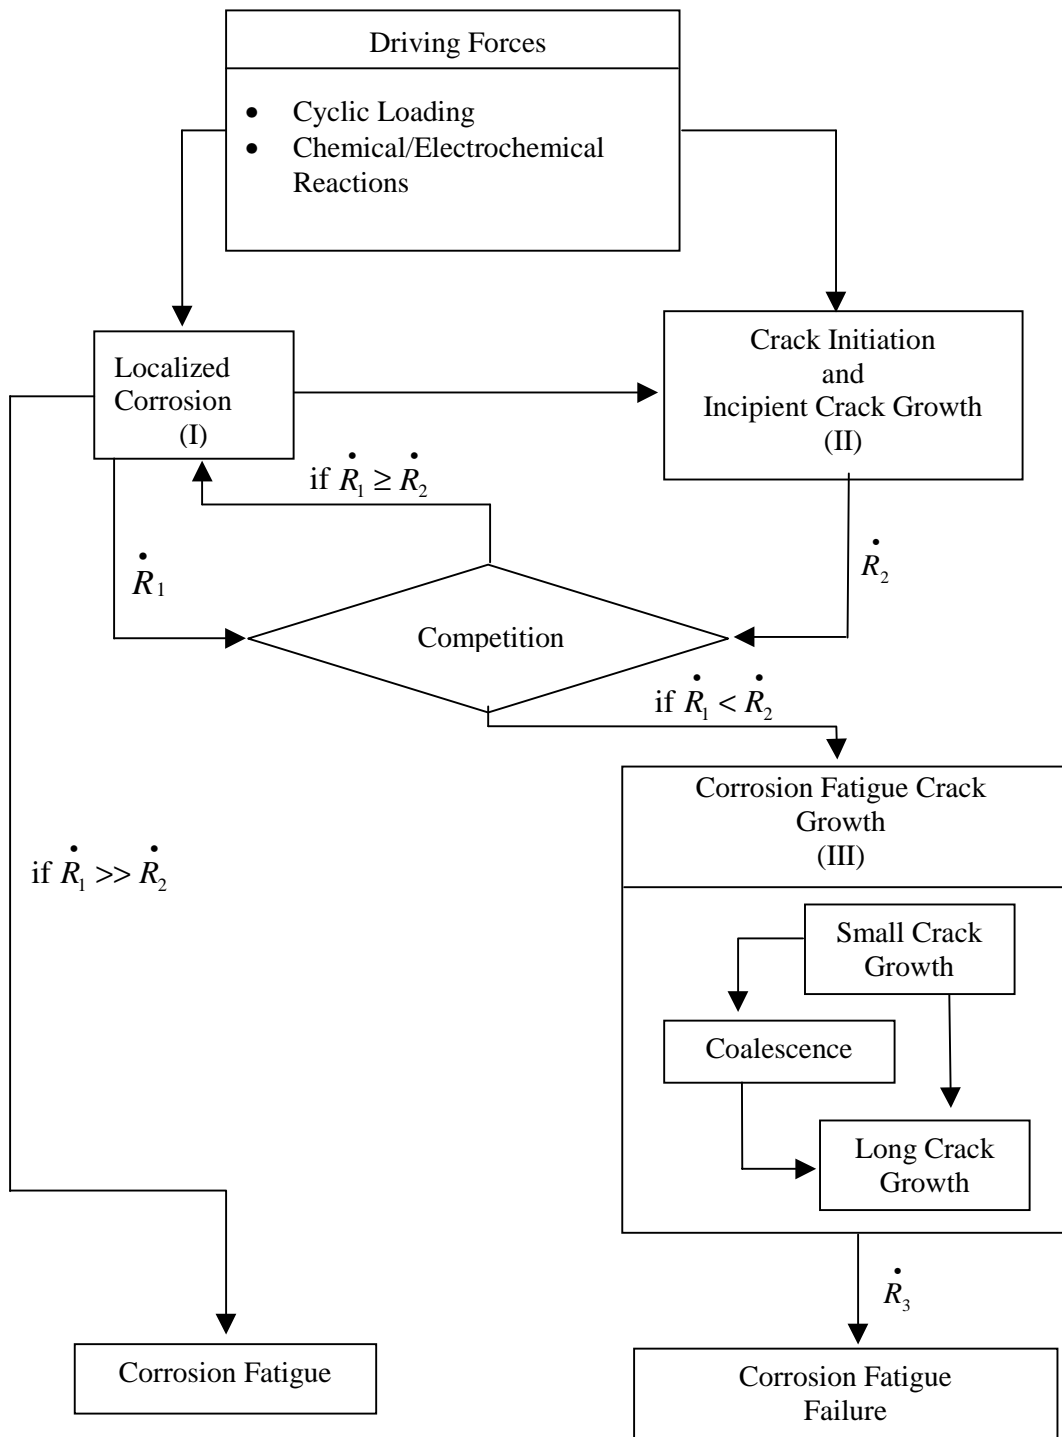 Driving Forces
• Cyclic Loading
• Chemical/Electrochemical
Reactions
Localized
Corrosion
(I)
Crack Initiation
and
Incipient Crack Growth
(II)
if Ṙ₁ ≥ Ṙ₂
Ṙ₁
Ṙ₂
Competition
if Ṙ₁ < Ṙ₂
Corrosion Fatigue Crack
Growth
(III)
if Ṙ₁ >> Ṙ₂
Small Crack
Growth
Coalescence
Long Crack
Growth
Ṙ₃
Corrosion Fatigue
Corrosion Fatigue
Failure